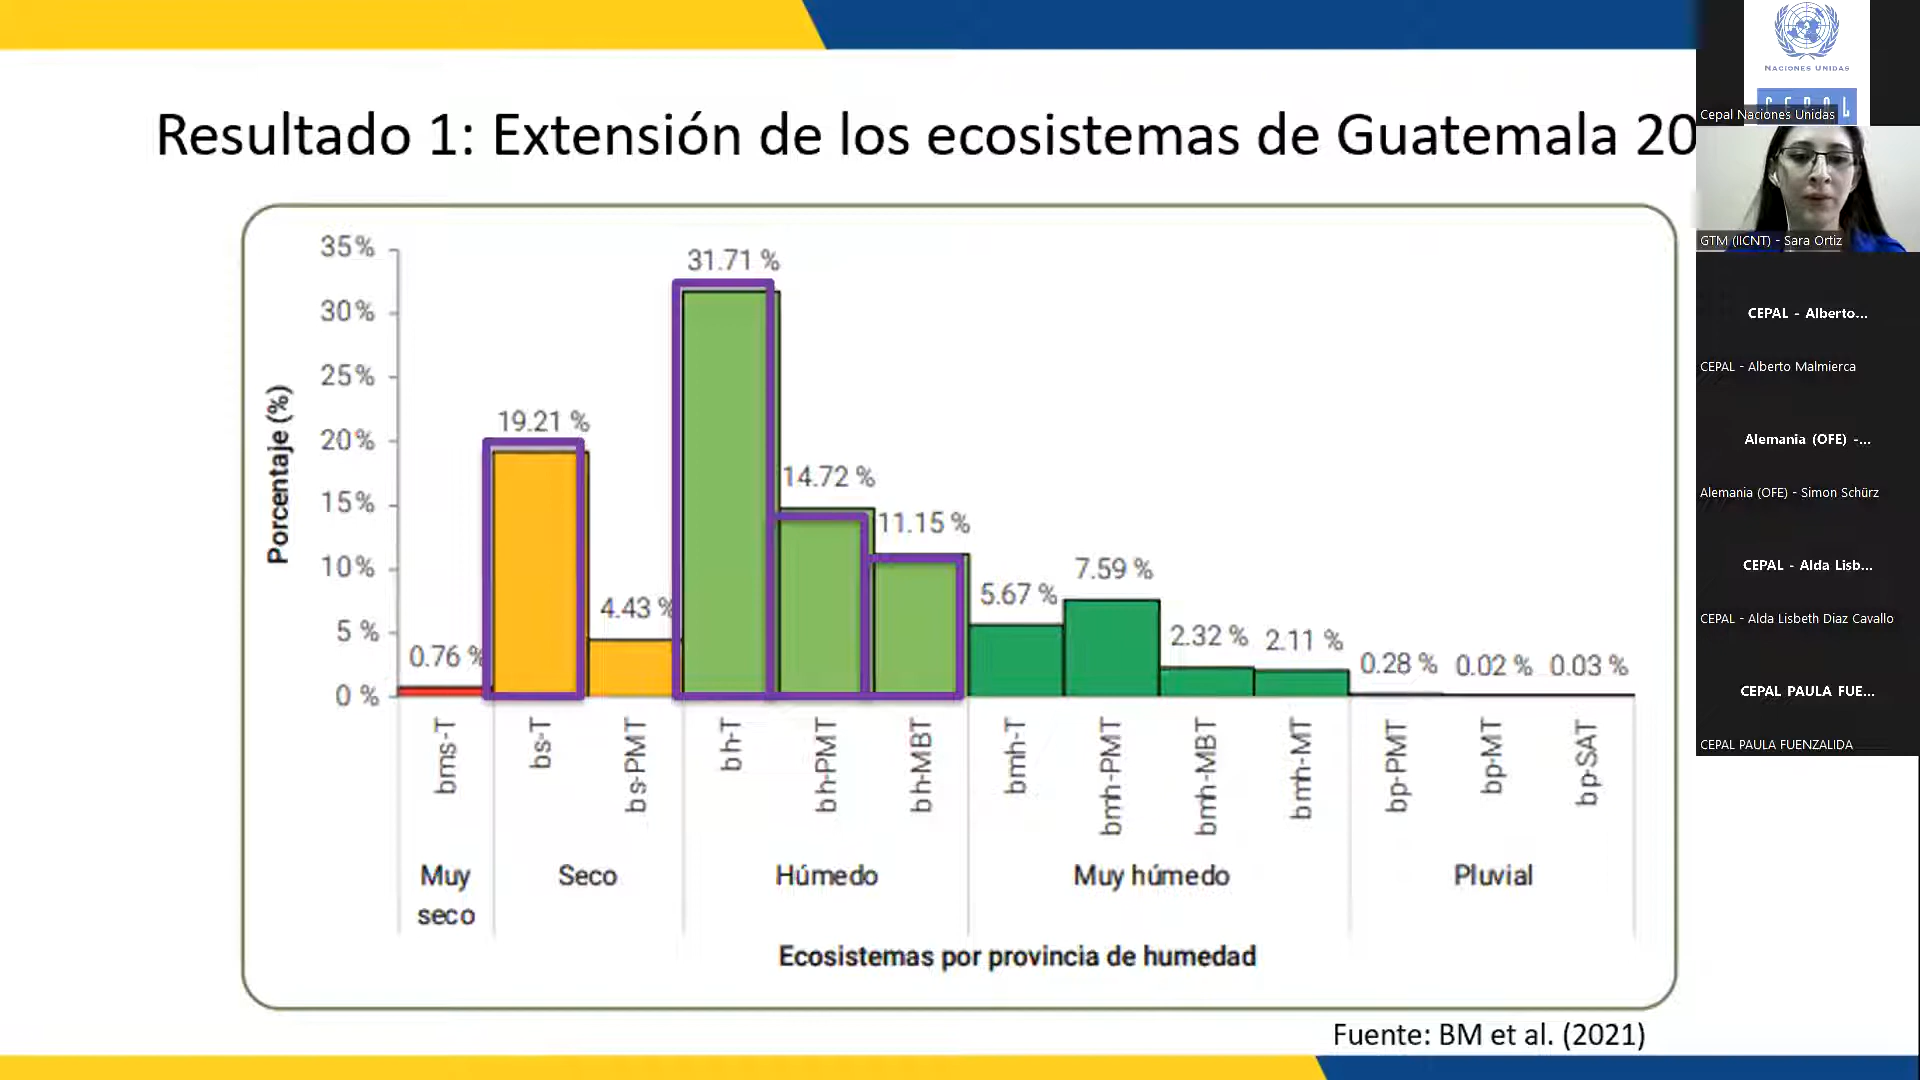 Resultado 1: Extensión de los ecosistemas de Guatemala 20
35%
30%
25%
20%
15%
10%
5 %
0 %
Porcentaje (%)
0.76 %
19.21 %
4.43 %
31.71 %
14.72 %
11.15 %
5.67 %
7.59 %
2.32 %
2.11 %
0.28 %
0.02 %
0.03 %
bms-T
bs-T
bs-PMT
bh-T
bh-PMT
bh-MBT
bmh-T
bmh-PMT
bmh-MBT
bmh-MT
bp-PMT
bp-MT
bp-SAT
Muy
seco
Seco
Húmedo
Muy húmedo
Pluvial
Ecosistemas por provincia de humedad
Fuente: BM et al. (2021)
NACIONES UNIDAS
CEPAL
Cepal Naciones Unidas
GTM (IICNT) - Sara Ortiz
CEPAL - Alberto...
CEPAL - Alberto Malmierca
Alemania (OFE) -...
Alemania (OFE) - Simon Schürz
CEPAL - Alda Lisb...
CEPAL - Alda Lisbeth Díaz Cavallo
CEPAL PAULA FUE...
CEPAL PAULA FUENZALIDA